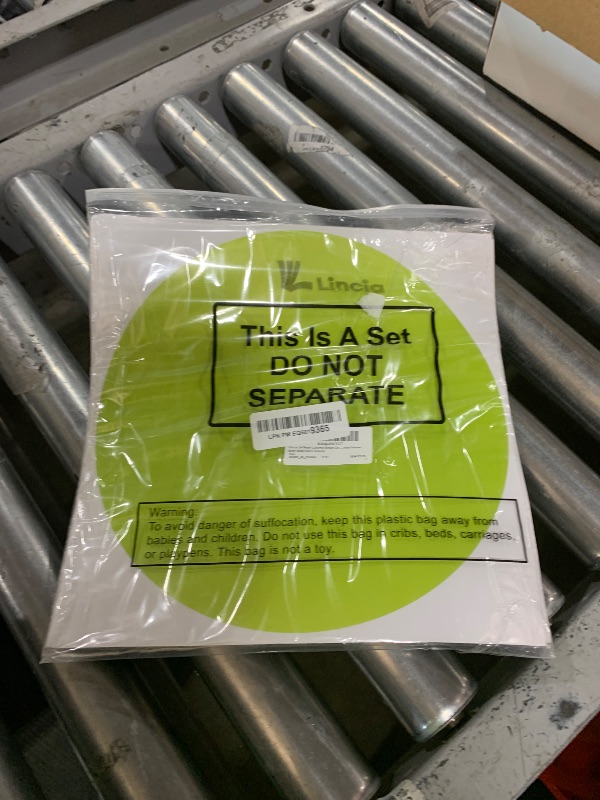 Lincia
This Is A Set
DO NOT
SEPARATE
9365
Warning:
To avoid danger of suffocation, keep this plastic bag away from
babies and children. Do not use this bag in cribs, beds, carriages,
or playpens. This bag is not a toy.